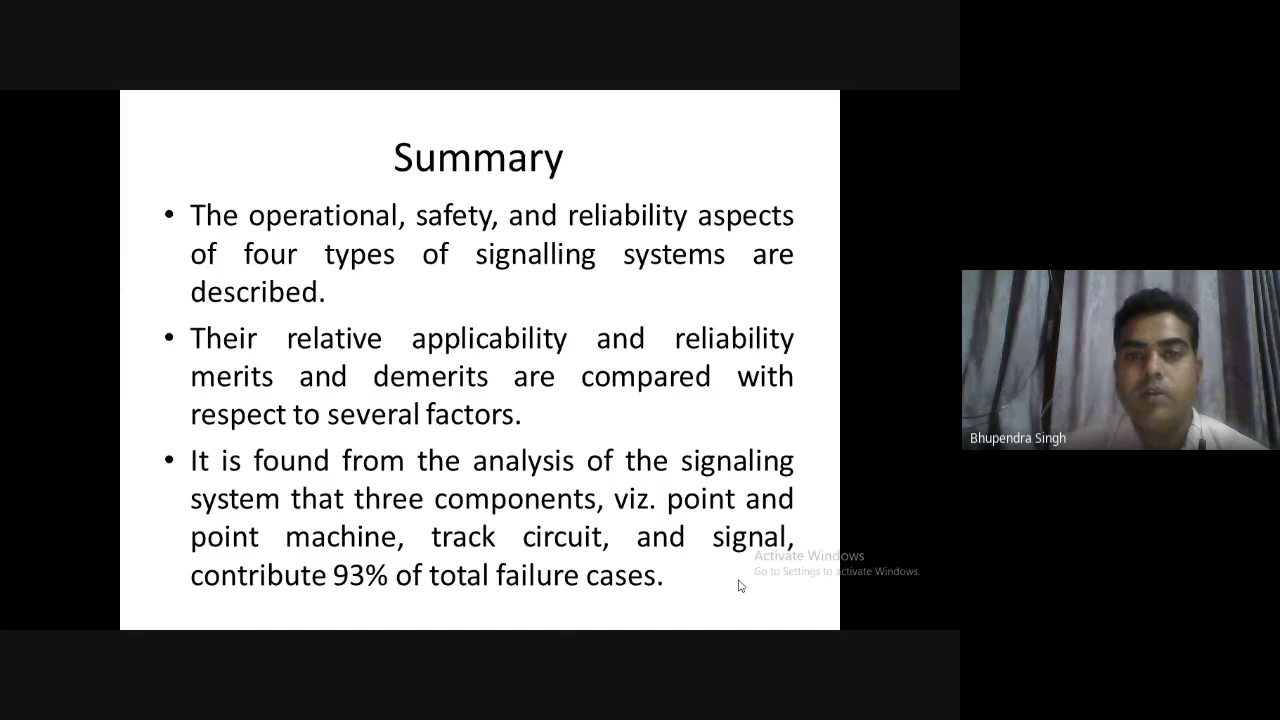 Summary
• The operational, safety, and reliability aspects
of four types of signalling systems are
described.
• Their relative applicability and reliability
merits and demerits are compared with
respect to several factors.
• It is found from the analysis of the signaling
system that three components, viz. point and
point machine, track circuit, and signal,
contribute 93% of total failure cases.
Activate Windows
Go to Settings to activate Windows.
Bhupendra Singh